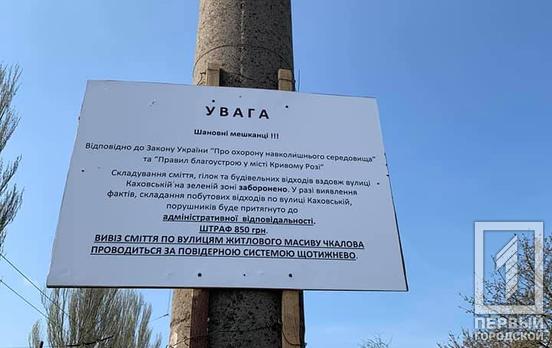 УВАГА
Шановні мешканці !!!
Відповідно до Закону України "Про охорону навколишнього середовища"
та "Правил благоустрою у місті Кривому Розі"
Складування сміття, гілок та будівельних відходів вздовж вулиці
Каховській на зеленій зоні заборонено. У разі виявлення
фактів, складання побутових відходів по вулиці Каховській,
порушників буде притягнуто до
адміністративної відповідальності.
ШТРАФ 850 грн.
ВИВІЗ СМІТТЯ ПО ВУЛИЦЯМ ЖИТЛОВОГО МАСИВУ ЧКАЛОВА
ПРОВОДИТЬСЯ ЗА ПОВІДЕРНОЮ СИСТЕМОЮ ЩОТИЖНЕВО.
1
ПЕРВЫЙ
ГОРОДСКОЙ